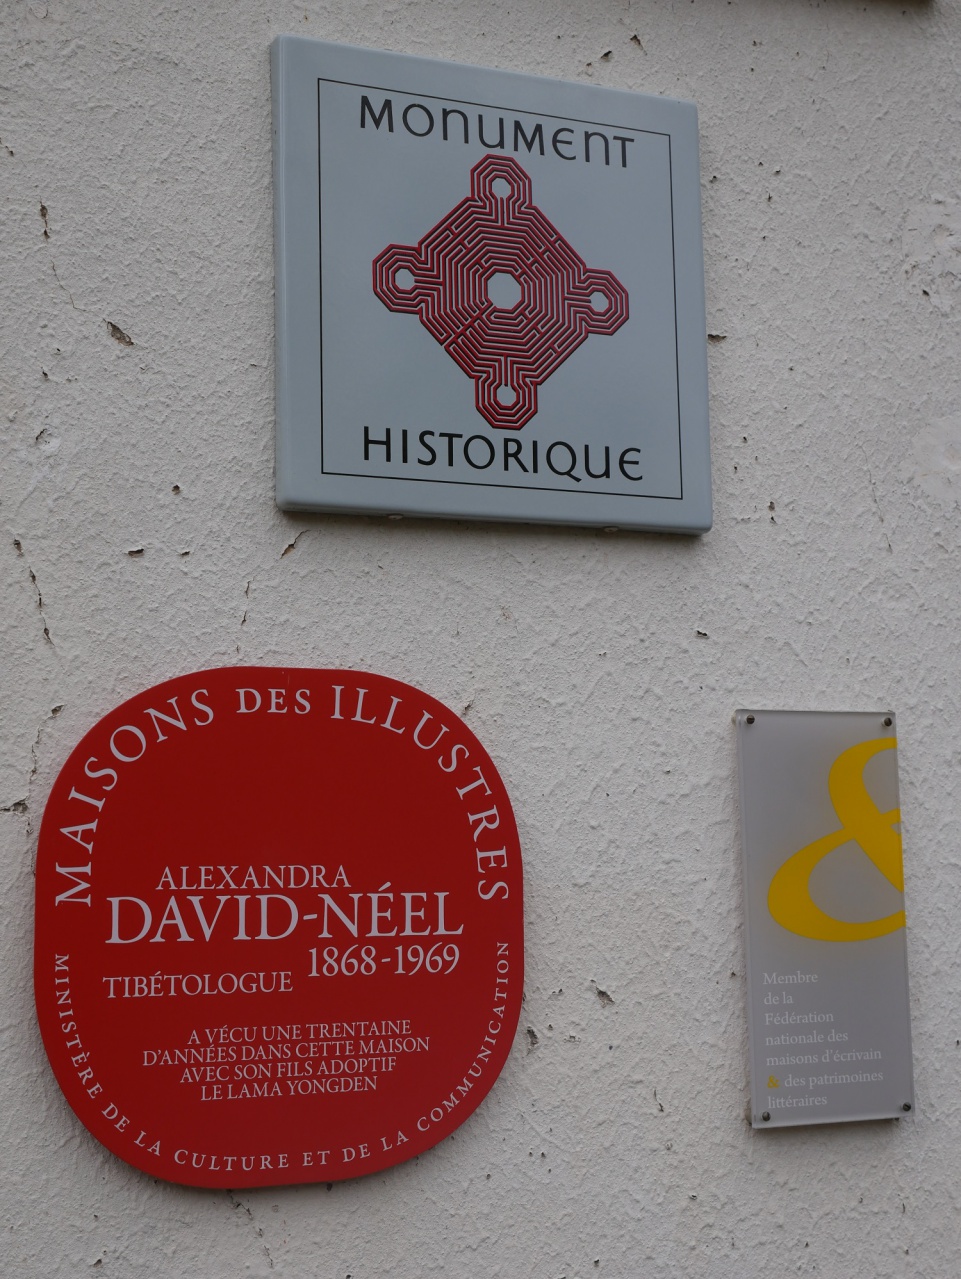 MONUMENT
HISTORIQUE
MAISONS DES ILLUSTRES
ALEXANDRA
DAVID-NÉEL
1868-1969
TIBÉTOLOGUE
A VÉCU UNE TRENTAINE
D'ANNÉES DANS CETTE MAISON
AVEC SON FILS ADOPTIF
LE LAMA YONGDEN
MINISTÈRE DE LA CULTURE ET DE LA COMMUNICATION
&
Membre
de la
Fédération
nationale des
maisons d'écrivain
& des patrimoines
littéraires